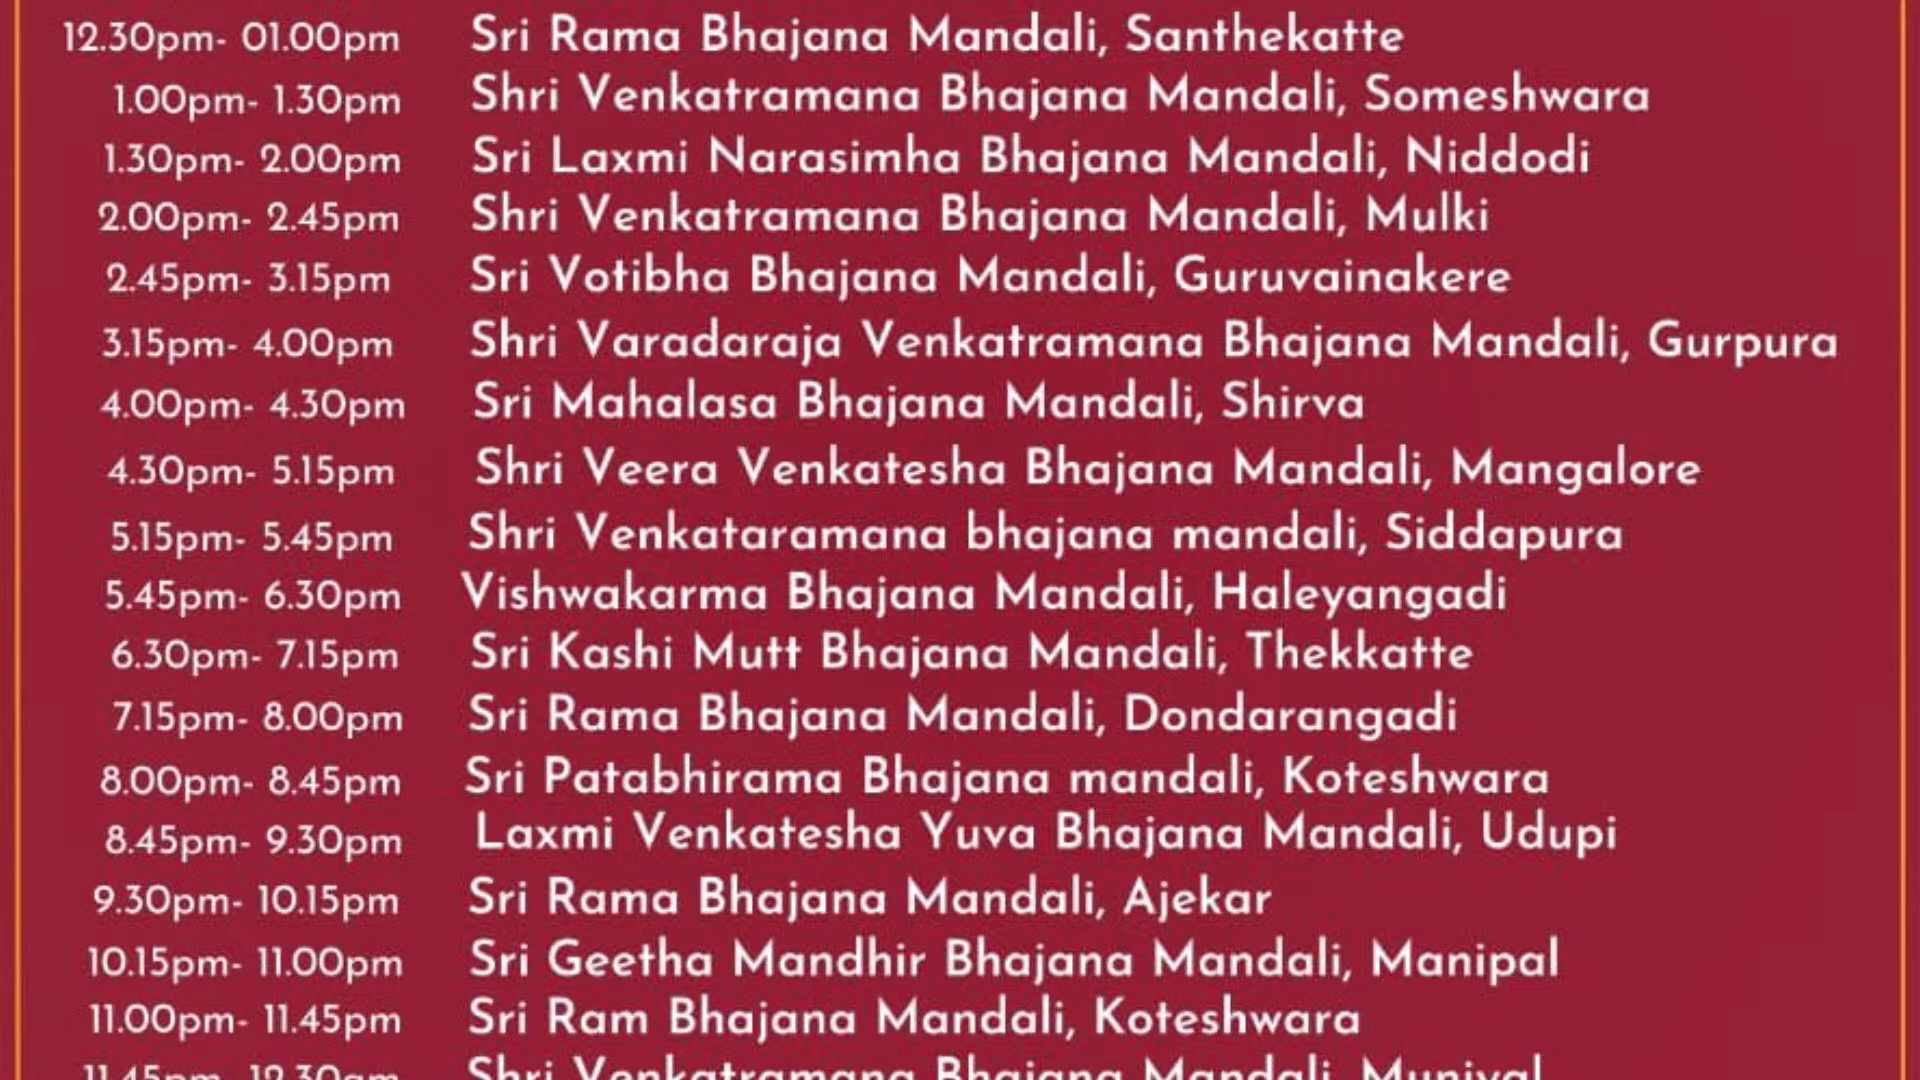 12.30pm- 01.00pm Sri Rama Bhajana Mandali, Santhekatte
1.00pm- 1.30pm Shri Venkatramana Bhajana Mandali, Someshwara
1.30pm- 2.00pm Sri Laxmi Narasimha Bhajana Mandali, Niddodi
2.00pm- 2.45pm Shri Venkatramana Bhajana Mandali, Mulki
2.45pm- 3.15pm Sri Votibha Bhajana Mandali, Guruvainakere
3.15pm- 4.00pm Shri Varadaraja Venkatramana Bhajana Mandali, Gurpura
4.00pm- 4.30pm Sri Mahalasa Bhajana Mandali, Shirva
4.30pm- 5.15pm Shri Veera Venkatesha Bhajana Mandali, Mangalore
5.15pm- 5.45pm Shri Venkataramana bhajana mandali, Siddapura
5.45pm- 6.30pm Vishwakarma Bhajana Mandali, Haleyangadi
6.30pm- 7.15pm Sri Kashi Mutt Bhajana Mandali, Thekkatte
7.15pm- 8.00pm Sri Rama Bhajana Mandali, Dondarangadi
8.00pm- 8.45pm Sri Patabhirama Bhajana mandali, Koteshwara
8.45pm- 9.30pm Laxmi Venkatesha Yuva Bhajana Mandali, Udupi
9.30pm- 10.15pm Sri Rama Bhajana Mandali, Ajekar
10.15pm- 11.00pm Sri Geetha Mandhir Bhajana Mandali, Manipal
11.00pm- 11.45pm Sri Ram Bhajana Mandali, Koteshwara
11.45pm- 12.30am Shri Venkatramana Bhajana Mandali,